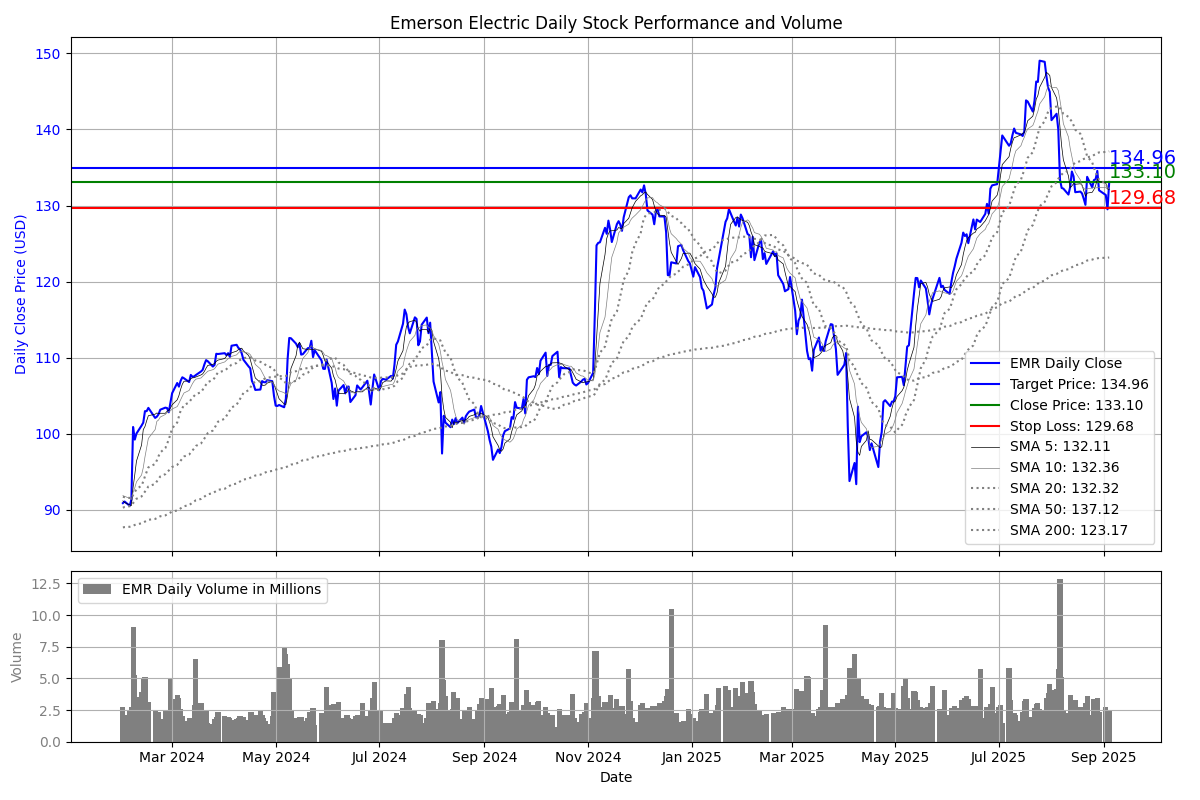 Emerson Electric Daily Stock Performance and Volume
Daily Close Price (USD)
150
140
130
120
110
100
90
134.96
133.10
129.68
EMR Daily Close
Target Price: 134.96
Close Price: 133.10
Stop Loss: 129.68
SMA 5: 132.11
SMA 10: 132.36
SMA 20: 132.32
SMA 50: 137.12
SMA 200: 123.17
Volume
12.5
10.0
7.5
5.0
2.5
0.0
EMR Daily Volume in Millions
Mar 2024 May 2024 Jul 2024 Sep 2024 Nov 2024 Jan 2025 Mar 2025 May 2025 Jul 2025 Sep 2025
Date